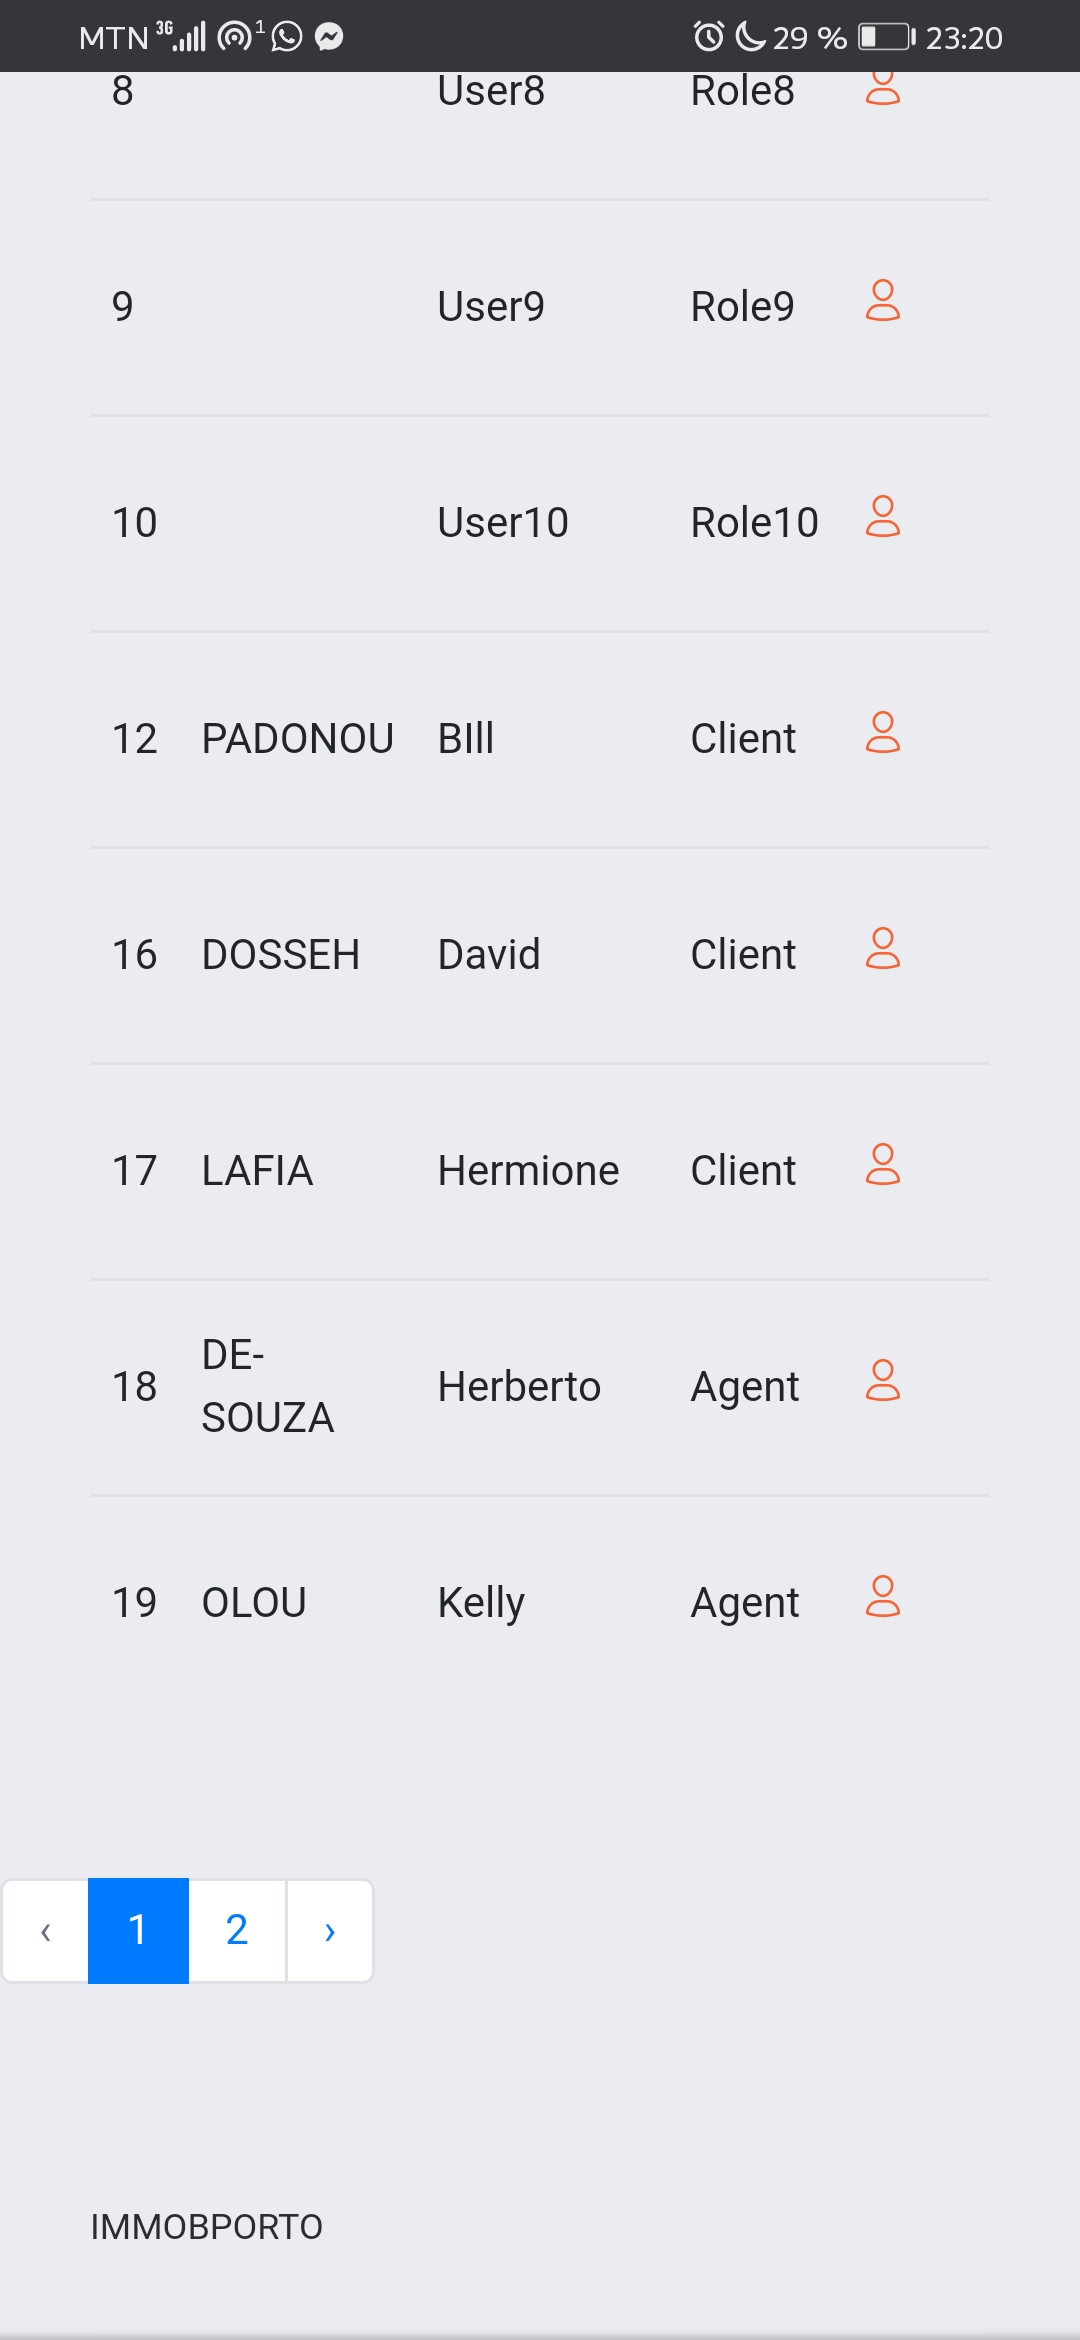 MTN 3G 1 29 % 23:20
8 User8 Role8
9 User9 Role9
10 User10 Role10
12 PADONOU BIll Client
16 DOSSEH David Client
17 LAFIA Hermione Client
18 DE-
SOUZA Herberto Agent
19 OLOU Kelly Agent
‹ 1 2 ›
IMMOBPORTO